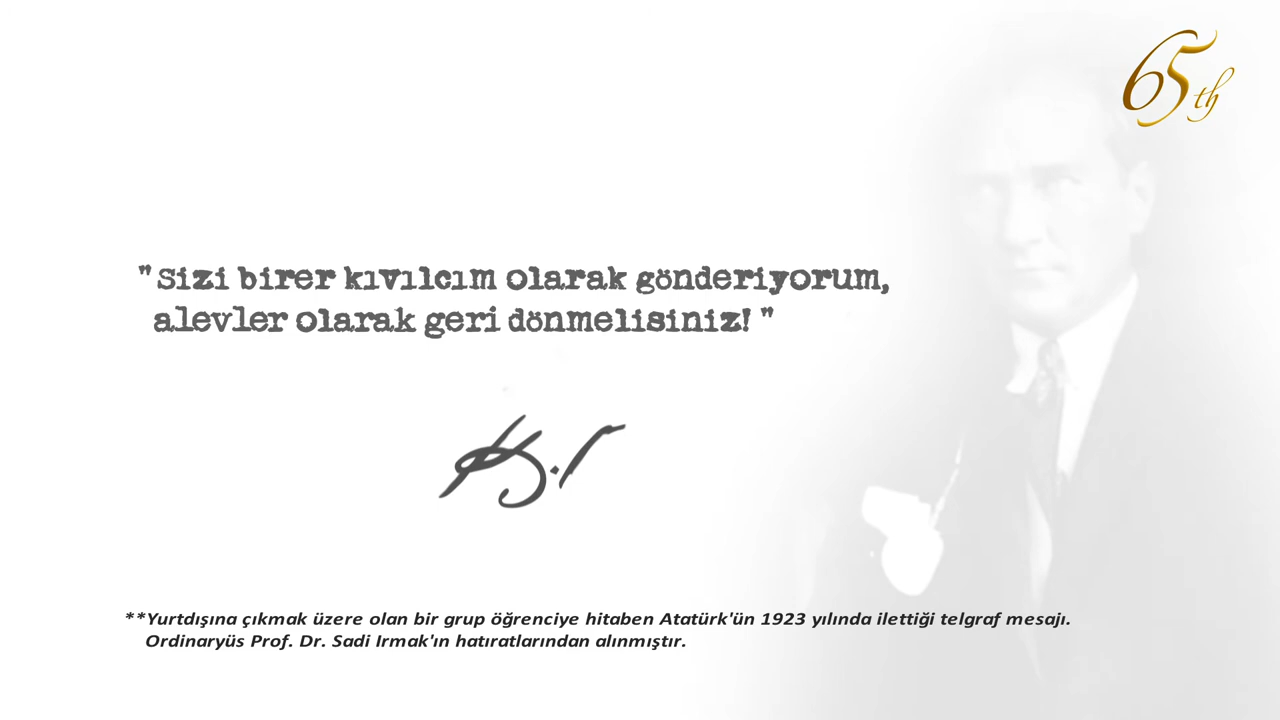 65th
" Sizi birer kıvılcım olarak gönderiyorum,
alevler olarak geri dönmelisiniz! "
**Yurtdışına çıkmak üzere olan bir grup öğrenciye hitaben Atatürk'ün 1923 yılında ilettiği telgraf mesajı.
Ordinaryüs Prof. Dr. Sadi Irmak'ın hatıratlarından alınmıştır.